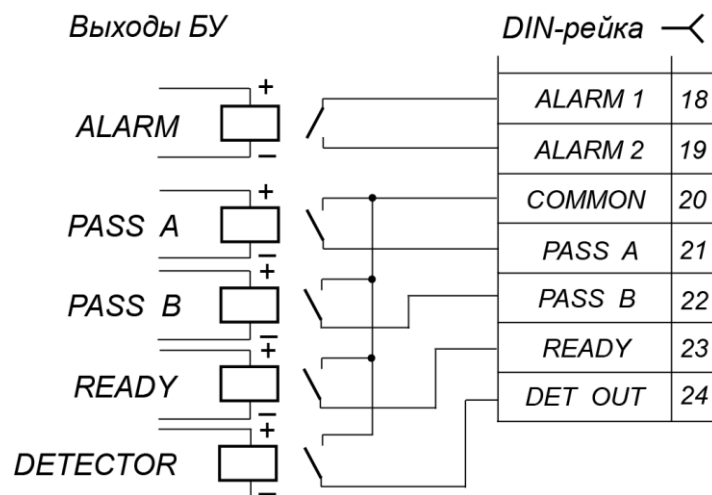 Выходы БУ
DIN-рейка
+
ALARM
−
ALARM 1 18
ALARM 2 19
+
PASS A
−
COMMON 20
PASS A 21
+
PASS B
−
PASS B 22
+
READY
−
READY 23
DET OUT 24
+
DETECTOR
−